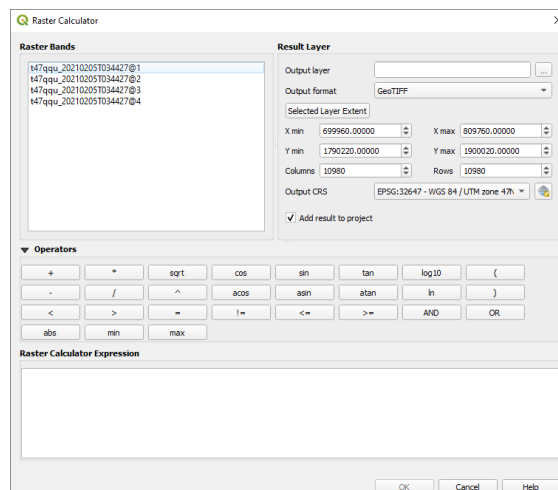 Raster Calculator
Raster Bands
t47qqu_20210205T034427@1
t47qqu_20210205T034427@2
t47qqu_20210205T034427@3
t47qqu_20210205T034427@4
Result Layer
Output layer
...
Output format GeoTIFF
Selected Layer Extent
X min 699960.00000 X max 809760.00000
Y min 1790220.00000 Y max 1900020.00000
Columns 10980 Rows 10980
Output CRS EPSG:32647 - WGS 84 / UTM zone 47N
Add result to project
Operators
+ * sqrt cos sin tan log10 (
- / ^ acos asin atan ln )
< > = != <= >= AND OR
abs min max
Raster Calculator Expression
OK Cancel Help